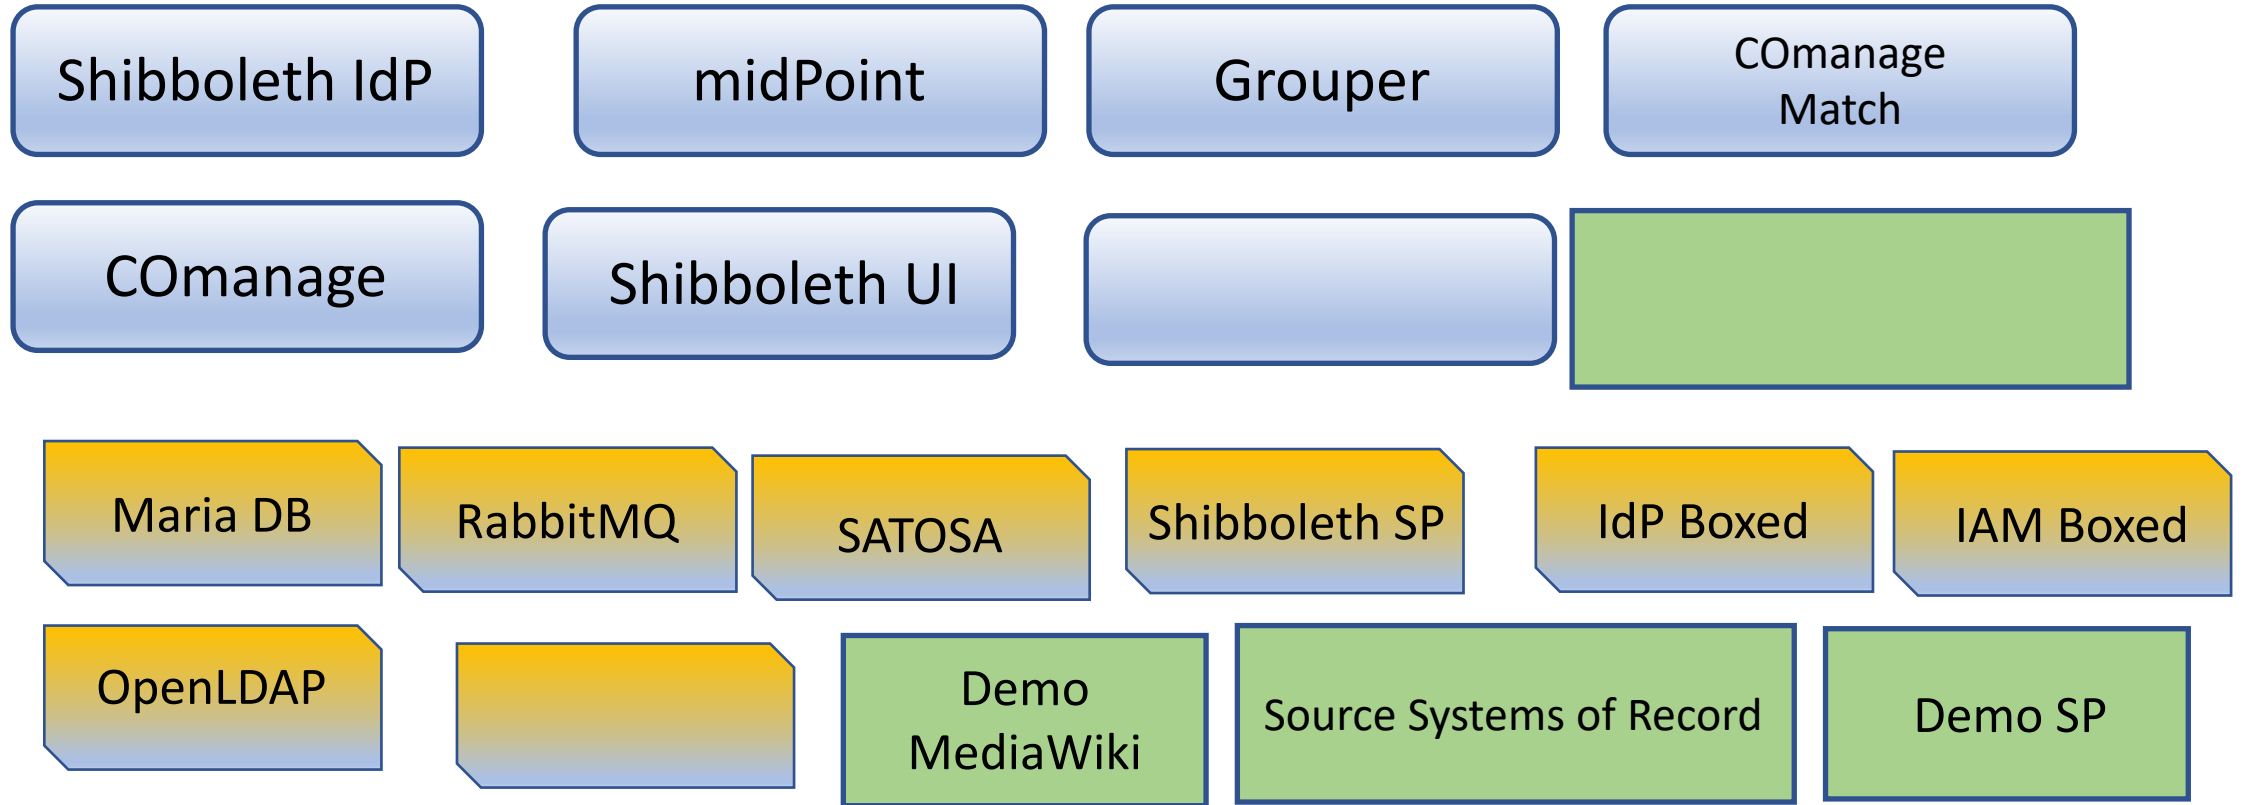 Shibboleth IdP
midPoint
Grouper
COmanage
Match
COmanage
Shibboleth UI
Maria DB
RabbitMQ
SATOSA
Shibboleth SP
IdP Boxed
IAM Boxed
OpenLDAP
Demo
MediaWiki
Source Systems of Record
Demo SP